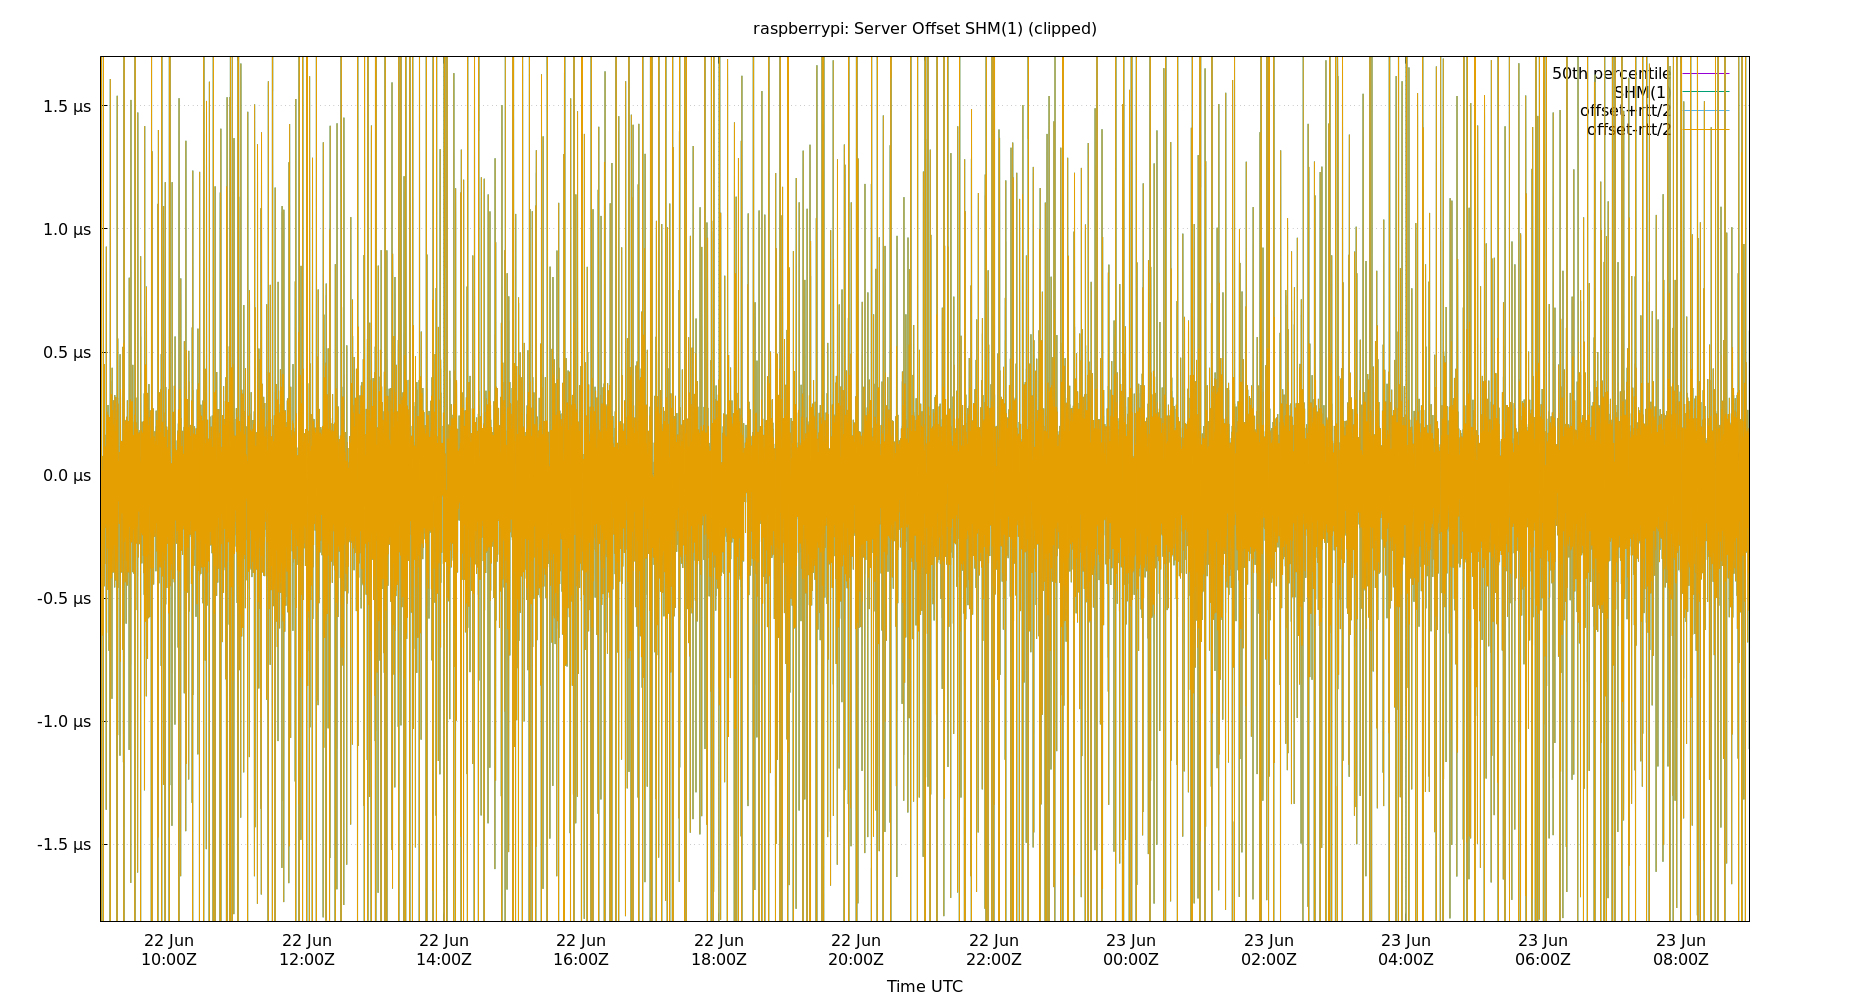 raspberrypi: Server Offset SHM(1) (clipped)
50th percentile
SHM(1)
offset+rtt/2
offset-rtt/2
1.5 µs
1.0 µs
0.5 µs
0.0 µs
-0.5 µs
-1.0 µs
-1.5 µs
22 Jun 22 Jun 22 Jun 22 Jun 22 Jun 22 Jun 22 Jun 23 Jun 23 Jun 23 Jun 23 Jun 23 Jun
10:00Z 12:00Z 14:00Z 16:00Z 18:00Z 20:00Z 22:00Z 00:00Z 02:00Z 04:00Z 06:00Z 08:00Z
Time UTC